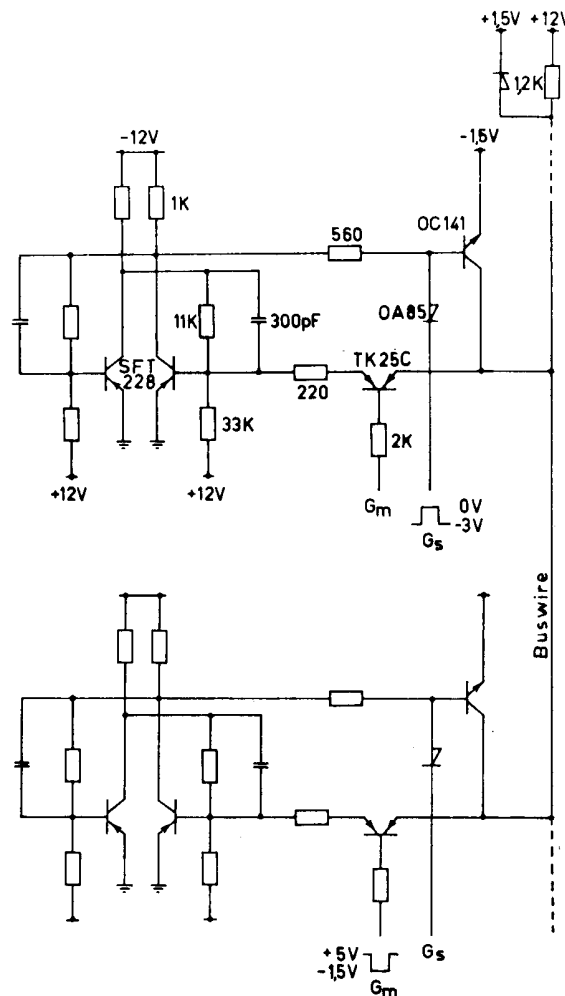 +1,5V +12V
1,2K
-12V
-1,5V
1K
OC141
560
11K
300pF
OA85
SFT
228
TK25C
220
33K
2K
+12V
+12V
Gm
0V
-3V
Gs
Buswire
+5V
-1,5V
Gm
Gs